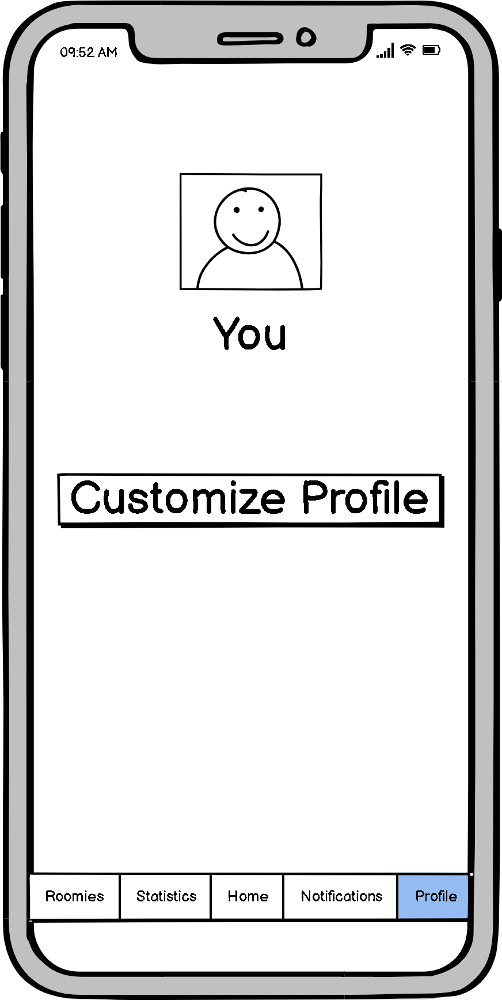 09:52 AM
You
Customize Profile
Roomies Statistics Home Notifications Profile